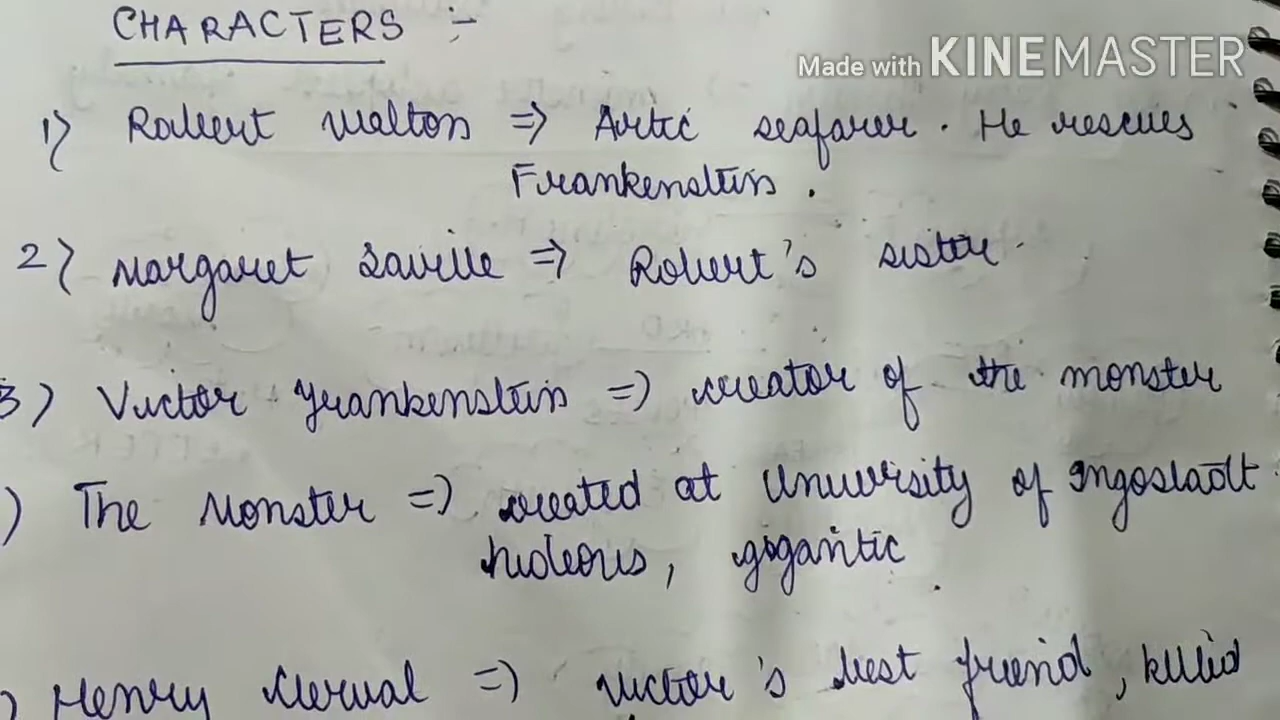 CHARACTERS :-
Made with KINEMASTER
1) Robert Walton => Artic seafarer. He rescues
Frankenstein.
2) Margaret Saville => Robert's sister.
3) Victor Frankenstein => creator of the monster
) The Monster => created at University of Ingosladt.
hideous, gigantic
) Henry Clerval => Victor's best friend, killed